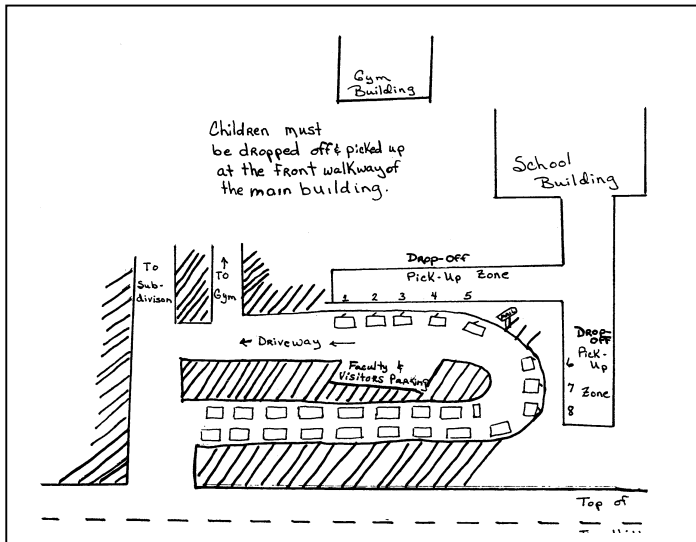 Gym
Building
Children must
be dropped off & picked up
at the front walkway of
the main building.
School
Building
To
Sub-
divison
↑
To
Gym
Drop-off
Pick-Up Zone
1 2 3 4 5
← Driveway ←
Faculty &
Visitors Parking
Drop-
off
Pick-
Up
Zone
6
7
8
Top of